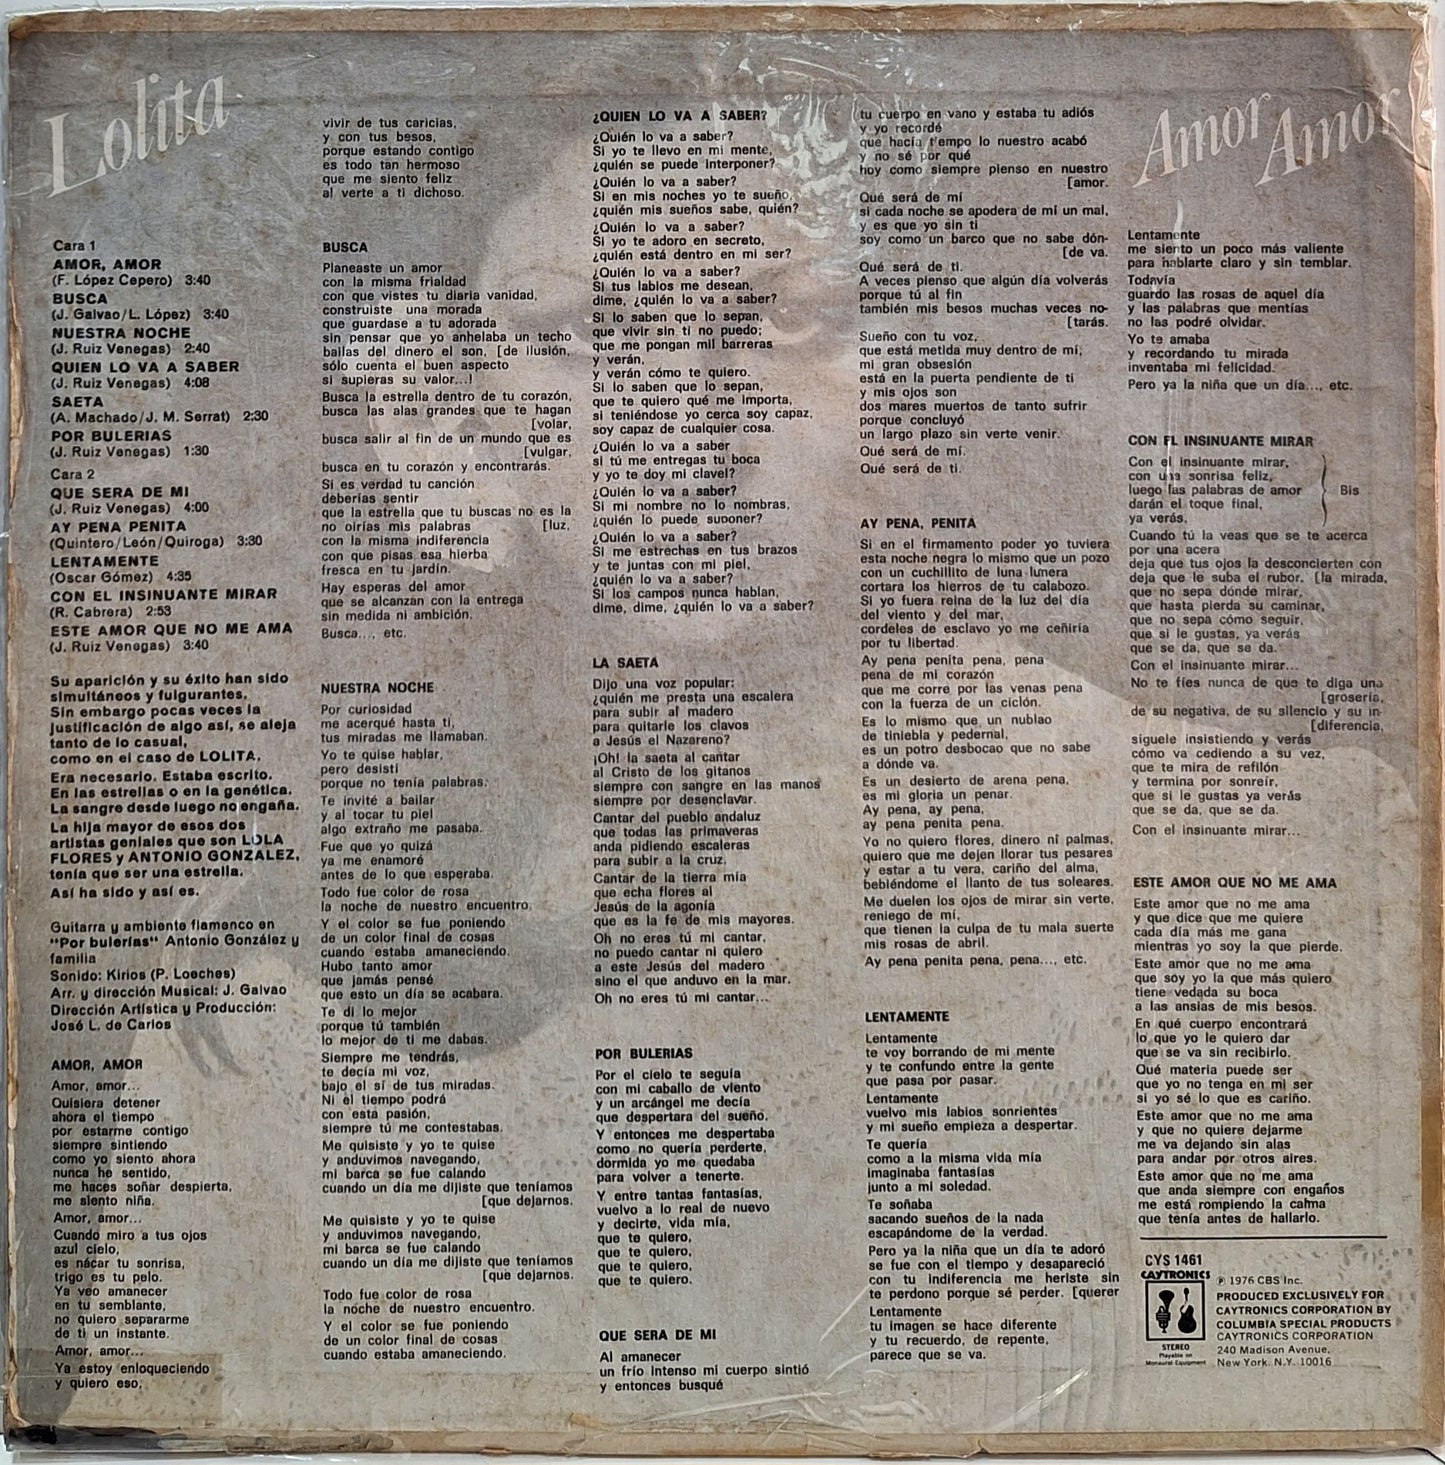 Lolita
Amor Amor
Cara 1
AMOR, AMOR
(F. López Cepero) 3:40
BUSCA
(J. Galvao/L. López) 3:40
NUESTRA NOCHE
(J. Ruiz Venegas) 2:40
QUIEN LO VA A SABER
(J. Ruiz Venegas) 4:08
SAETA
(A. Machado/J. M. Serrat) 2:30
POR BULERIAS
(J. Ruiz Venegas) 1:30
Cara 2
QUE SERA DE MI
(J. Ruiz Venegas) 4:00
AY PENA PENITA
(Quintero/León/Quiroga) 3:30
LENTAMENTE
(Oscar Gómez) 4:35
CON EL INSINUANTE MIRAR
(R. Cabrera) 2:53
ESTE AMOR QUE NO ME AMA
(J. Ruiz Venegas) 3:40
Su aparición y su éxito han sido
simultáneos y fulgurantes.
Sin embargo pocas veces la
justificación de algo así, se aleja
tanto de lo casual,
como en el caso de LOLITA.
Era necesario. Estaba escrito.
En las estrellas o en la genética.
La sangre desde luego no engaña.
La hija mayor de esos dos
artistas geniales que son LOLA
FLORES y ANTONIO GONZALEZ,
tenía que ser una estrella.
Así ha sido y así es.
Guitarra y ambiente flamenco en
"Por bulerías" Antonio González y
familia
Sonido: Kirios (P. Loeches)
Arr. y dirección Musical: J. Galvao
Dirección Artística y Producción:
José L. de Carlos
AMOR, AMOR
Amor, amor...
Quisiera detener
ahora el tiempo
por estarme contigo
siempre sintiendo
como yo siento ahora
nunca he sentido,
me haces soñar despierta,
me siento niña.
Amor, amor...
Cuando miro a tus ojos
azul cielo,
es nácar tu sonrisa,
trigo es tu pelo.
Ya veo amanecer
en tu semblante,
no quiero separarme
de ti un instante.
Amor, amor...
Ya estoy enloqueciendo
y quiero eso,
vivir de tus caricias,
y con tus besos,
porque estando contigo
es todo tan hermoso
que me siento feliz
al verte a ti dichoso.
BUSCA
Planeaste un amor
con la misma frialdad
con que vistes tu diaria vanidad,
construiste una morada
que guardase a tu adorada
sin pensar que yo anhelaba un techo
bailas del dinero el son, [de ilusión,
sólo cuenta el buen aspecto
si supieras su valor...!
Busca la estrella dentro de tu corazón,
busca las alas grandes que te hagan
[volar,
busca salir al fin de un mundo que es
[vulgar,
busca en tu corazón y encontrarás.
Si es verdad tu canción
deberías sentir
que la estrella que tu buscas no es la
no oirías mis palabras [luz,
con la misma indiferencia
con que pisas esa hierba
fresca en tu jardín.
Hay esperas del amor
que se alcanzan con la entrega
sin medida ni ambición.
Busca..., etc.
NUESTRA NOCHE
Por curiosidad
me acerqué hasta ti,
tus miradas me llamaban.
Yo te quise hablar,
pero desistí
porque no tenía palabras.
Te invité a bailar
y al tocar tu piel
algo extraño me pasaba.
Fue que yo quizá
ya me enamoré
antes de lo que esperaba.
Todo fue color de rosa
la noche de nuestro encuentro.
Y el color se fue poniendo
de un color final de cosas
cuando estaba amaneciendo.
Hubo tanto amor
que jamás pensé
que esto un día se acabara.
Te di lo mejor
porque tú también
lo mejor de ti me dabas.
Siempre me tendrás,
te decía mi voz,
bajo el sí de tus miradas.
Ni el tiempo podrá
con esta pasión,
siempre tú me contestabas.
Me quisiste y yo te quise
y anduvimos navegando,
mi barca se fue calando
cuando un día me dijiste que teníamos
[que dejarnos.
Me quisiste y yo te quise
y anduvimos navegando,
mi barca se fue calando
cuando un día me dijiste que teníamos
[que dejarnos.
Todo fue color de rosa
la noche de nuestro encuentro.
Y el color se fue poniendo
de un color final de cosas
cuando estaba amaneciendo.
¿QUIEN LO VA A SABER?
¿Quién lo va a saber?
Si yo te llevo en mi mente,
¿quién se puede interponer?
¿Quién lo va a saber?
Si en mis noches yo te sueño,
¿quién mis sueños sabe, quién?
¿Quién lo va a saber?
Si yo te adoro en secreto,
¿quién está dentro en mi ser?
¿Quién lo va a saber?
Si tus labios me desean,
dime, ¿quién lo va a saber?
Si lo saben que lo sepan,
que vivir sin ti no puedo;
que me pongan mil barreras
y verán,
y verán cómo te quiero.
Si lo saben que lo sepan,
que te quiero qué me importa,
si teniéndose yo cerca soy capaz,
soy capaz de cualquier cosa.
¿Quién lo va a saber
si tú me entregas tu boca
y yo te doy mi clavel?
¿Quién lo va a saber?
Si mi nombre no lo nombras,
¿quién lo puede suponer?
¿Quién lo va a saber?
Si me estrechas en tus brazos
y te juntas con mi piel,
¿quién lo va a saber?
Si los campos nunca hablan,
dime, dime, ¿quién lo va a saber?
LA SAETA
Dijo una voz popular:
¿quién me presta una escalera
para subir al madero
para quitarle los clavos
a Jesús el Nazareno?
¡Oh! la saeta al cantar
al Cristo de los gitanos
siempre con sangre en las manos
siempre por desenclavar.
Cantar del pueblo andaluz
que todas las primaveras
anda pidiendo escaleras
para subir a la cruz.
Cantar de la tierra mía
que echa flores al
Jesús de la agonía
que es la fe de mis mayores.
Oh no eres tú mi cantar,
no puedo cantar ni quiero
a este Jesús del madero
sino el que anduvo en la mar.
Oh no eres tú mi cantar...
POR BULERIAS
Por el cielo te seguía
con mi caballo de viento
y un arcángel me decía
que despertara del sueño.
Y entonces me despertaba
como no quería perderte,
dormida yo me quedaba
para volver a tenerte.
Y entre tantas fantasías,
vuelvo a lo real de nuevo
y decirte, vida mía,
que te quiero,
que te quiero,
que te quiero,
que te quiero.
QUE SERA DE MI
Al amanecer
un frío intenso mi cuerpo sintió
y entonces busqué
tu cuerpo en vano y estaba tu adiós
y yo recordé
que hacía t'empo lo nuestro acabó
y no sé por qué
hoy como siempre pienso en nuestro
[amor.
Qué será de mí
si cada noche se apodera de mi un mal,
y es que yo sin ti
soy como un barco que no sabe dón-
[de va.
Qué será de ti.
A veces pienso que algún día volverás
porque tú al fin
también mis besos muchas veces no-
[tarás.
Sueño con tu voz,
que está metida muy dentro de mí,
mi gran obsesión
está en la puerta pendiente de ti
y mis ojos son
dos mares muertos de tanto sufrir
porque concluyó
un largo plazo sin verte venir.
Qué será de mí.
Qué será de ti.
AY PENA, PENITA
Si en el firmamento poder yo tuviera
esta noche negra lo mismo que un pozo
con un cuchillito de luna lunera
cortara los hierros de tu calabozo.
Si yo fuera reina de la luz del día
del viento y del mar,
cordeles de esclavo yo me ceñiría
por tu libertad.
Ay pena penita pena, pena
pena de mi corazón
que me corre por las venas pena
con la fuerza de un ciclón.
Es lo mismo que un nublao
de tiniebla y pedernal,
es un potro desbocao que no sabe
a dónde va.
Es un desierto de arena pena,
es mi gloria un penar.
Ay pena, ay pena,
ay pena penita pena.
Yo no quiero flores, dinero ni palmas,
quiero que me dejen llorar tus pesares
y estar a tu vera, cariño del alma,
bebléndome el llanto de tus soleares.
Me duelen los ojos de mirar sin verte,
reniego de mí,
que tienen la culpa de tu mala suerte
mis rosas de abril.
Ay pena penita pena, pena..., etc.
LENTAMENTE
Lentamente
te voy borrando de mi mente
y te confundo entre la gente
que pasa por pasar.
Lentamente
vuelvo mis labios sonrientes
y mi sueño empieza a despertar.
Te quería
como a la misma vida mía
imaginaba fantasías
junto a mi soledad.
Te soñaba
sacando sueños de la nada
escapándome de la verdad.
Pero ya la niña que un día te adoró
se fue con el tiempo y desapareció
con tu indiferencia me heriste sin
te perdono porque sé perder. [querer
Lentamente
tu imagen se hace diferente
y tu recuerdo, de repente,
parece que se va.
Lentamente
me siento un poco más valiente
para hablarte claro y sin temblar.
Todavía
guardo las rosas de aquel día
y las palabras que mentías
no las podré olvidar.
Yo te amaba
y recordando tu mirada
inventaba mi felicidad.
Pero ya la niña que un día..., etc.
CON EL INSINUANTE MIRAR
Con el insinuante mirar,
con una sonrisa feliz,
luego las palabras de amor Bis
darán el toque final,
ya verás.
Cuando tú la veas que se te acerca
por una acera
deja que tus ojos la desconcierten con
deja que le suba el rubor. [la mirada,
que no sepa dónde mirar,
que hasta pierda su caminar,
que no sepa cómo seguir,
que si le gustas, ya verás
que se da, que se da.
Con el insinuante mirar...
No te fíes nunca de que te diga una
[grosería,
de su negativa, de su silencio y su in-
[diferencia,
síguele insistiendo y verás
cómo va cediendo a su vez,
que te mira de refilón
y termina por sonreír,
que si le gustas ya verás
que se da, que se da.
Con el insinuante mirar...
ESTE AMOR QUE NO ME AMA
Este amor que no me ama
y que dice que me quiere
cada día más me gana
mientras yo soy la que pierde.
Este amor que no me ama
que soy yo la que más quiero
tiene vedada su boca
a las ansias de mis besos.
En qué cuerpo encontrará
lo que yo le quiero dar
que se va sin recibirlo.
Qué materia puede ser
que yo no tenga en mi ser
si yo sé lo que es cariño.
Este amor que no me ama
y que no quiere dejarme
me va dejando sin alas
para andar por otros aires.
Este amor que no me ama
que anda siempre con engaños
me está rompiendo la calma
que tenía antes de hallarlo.
CYS 1461
CAYTRONICS
STEREO
Playable on
Monaural Equipment
℗ 1976 CBS Inc.
PRODUCED EXCLUSIVELY FOR
CAYTRONICS CORPORATION BY
COLUMBIA SPECIAL PRODUCTS
CAYTRONICS CORPORATION
240 Madison Avenue,
New York. N.Y. 10016